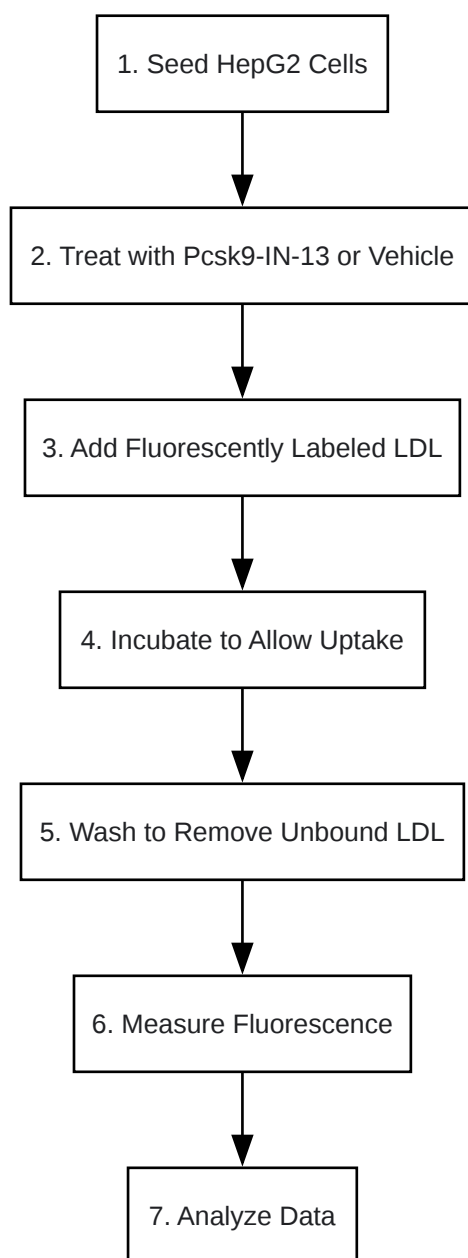 1. Seed HepG2 Cells
2. Treat with Pcsk9-IN-13 or Vehicle
3. Add Fluorescently Labeled LDL
4. Incubate to Allow Uptake
5. Wash to Remove Unbound LDL
6. Measure Fluorescence
7. Analyze Data